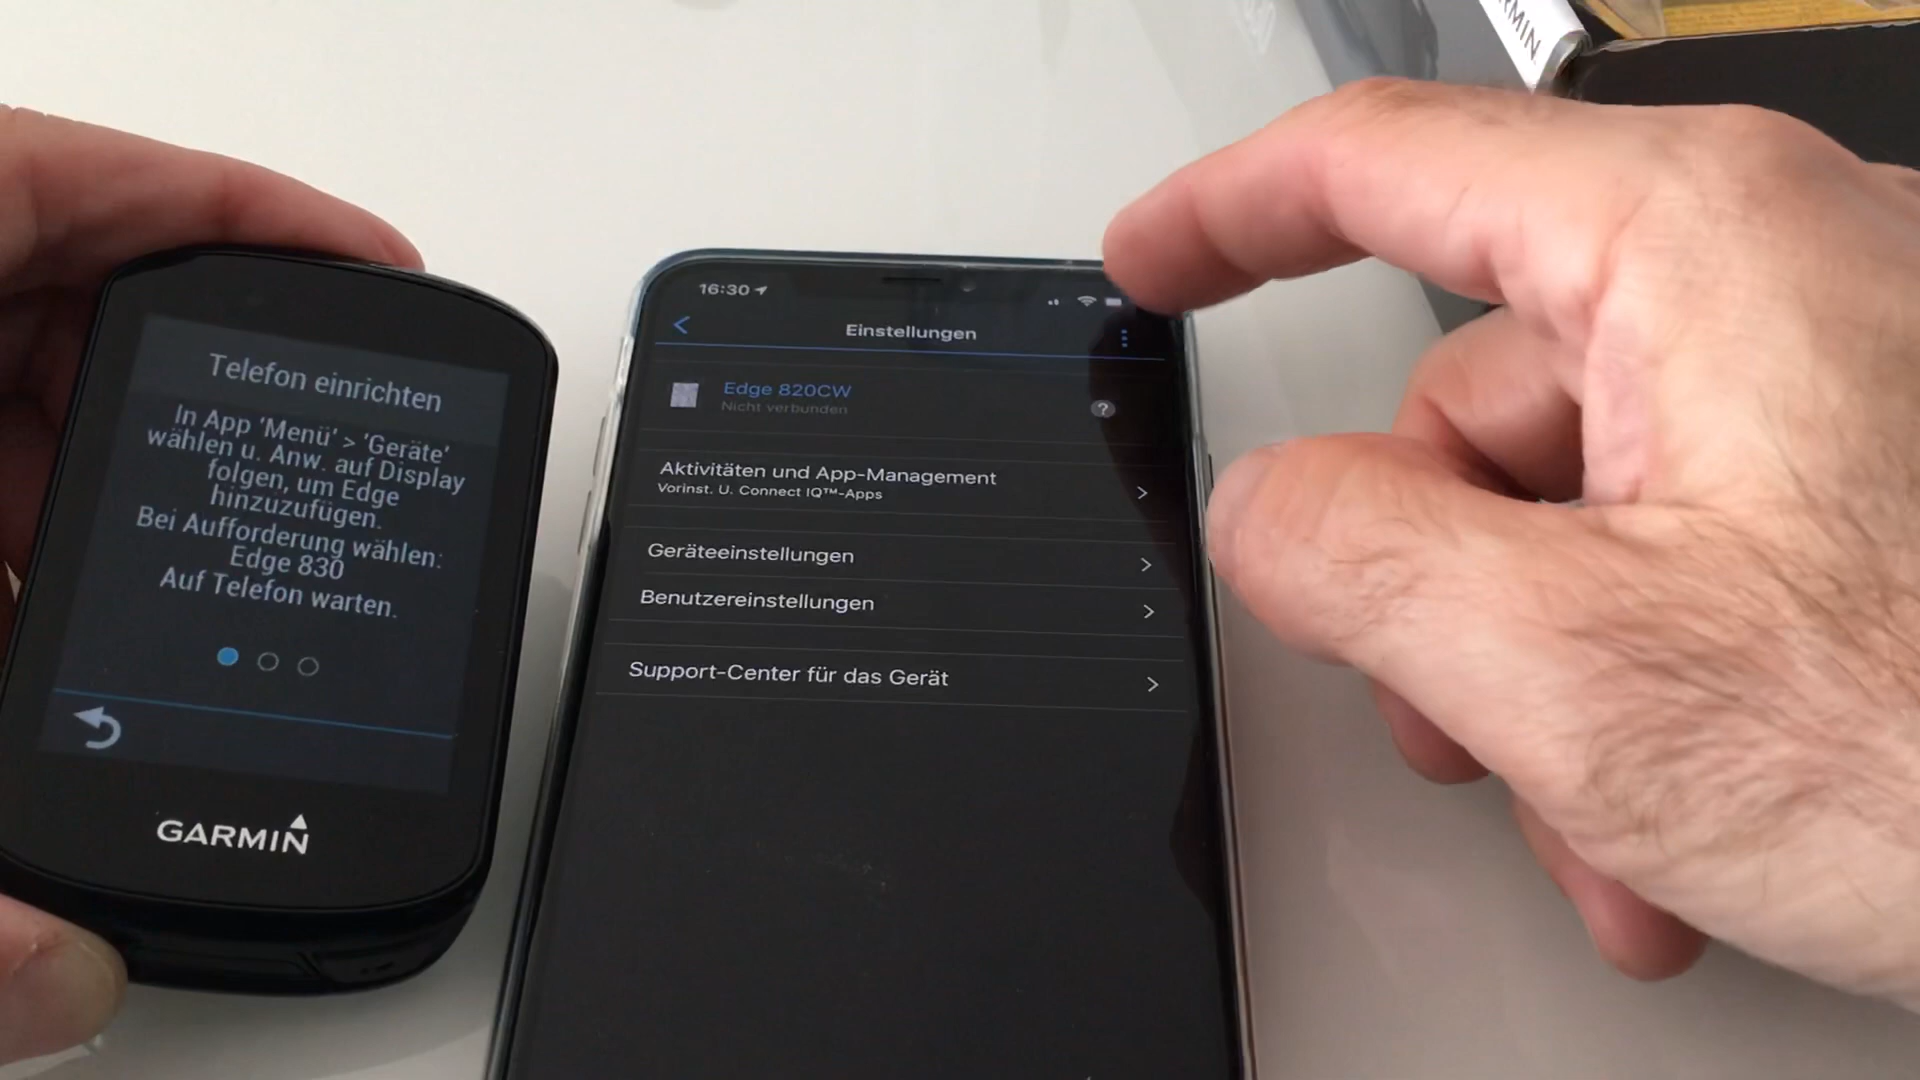 Telefon einrichten
In App 'Menü' > 'Geräte'
wählen u. Anw. auf Display
folgen, um Edge
hinzuzufügen.
Bei Aufforderung wählen:
Edge 830
Auf Telefon warten.
GARMIN
16:30
Einstellungen
Edge 820CW
Nicht verbunden
?
Aktivitäten und App-Management
Vorinst. U. Connect IQ™-Apps
Geräteeinstellungen
Benutzereinstellungen
Support-Center für das Gerät
RMIN